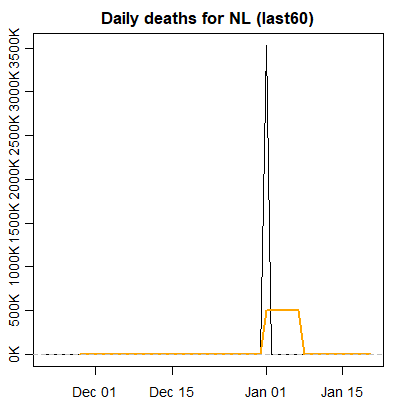 Daily deaths for NL (last60)
3500K
3000K
2500K
2000K
1500K
1000K
500K
0K
Dec 01 Dec 15 Jan 01 Jan 15